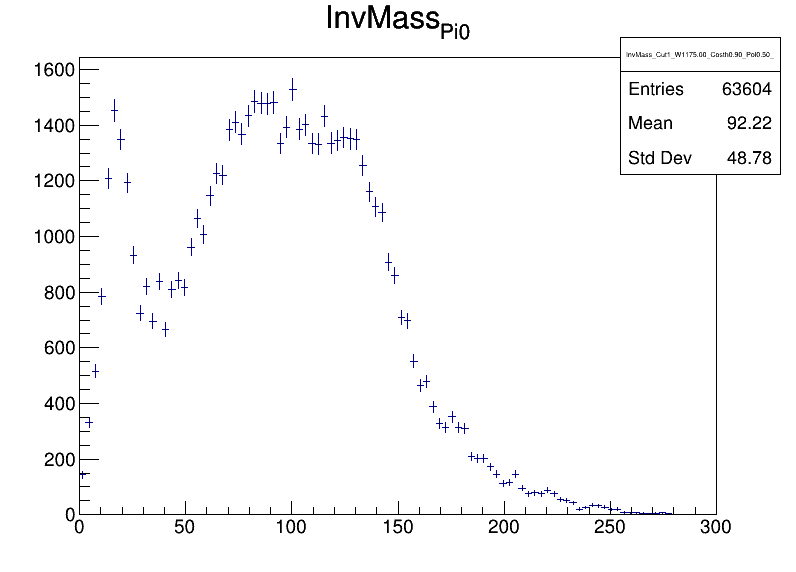 InvMassPi0
InvMass_Cut1_W1175.00_Costh0.90_Pol0.50_
Entries 63604
Mean 92.22
Std Dev 48.78
1600
1400
1200
1000
800
600
400
200
0
0 50 100 150 200 250 300